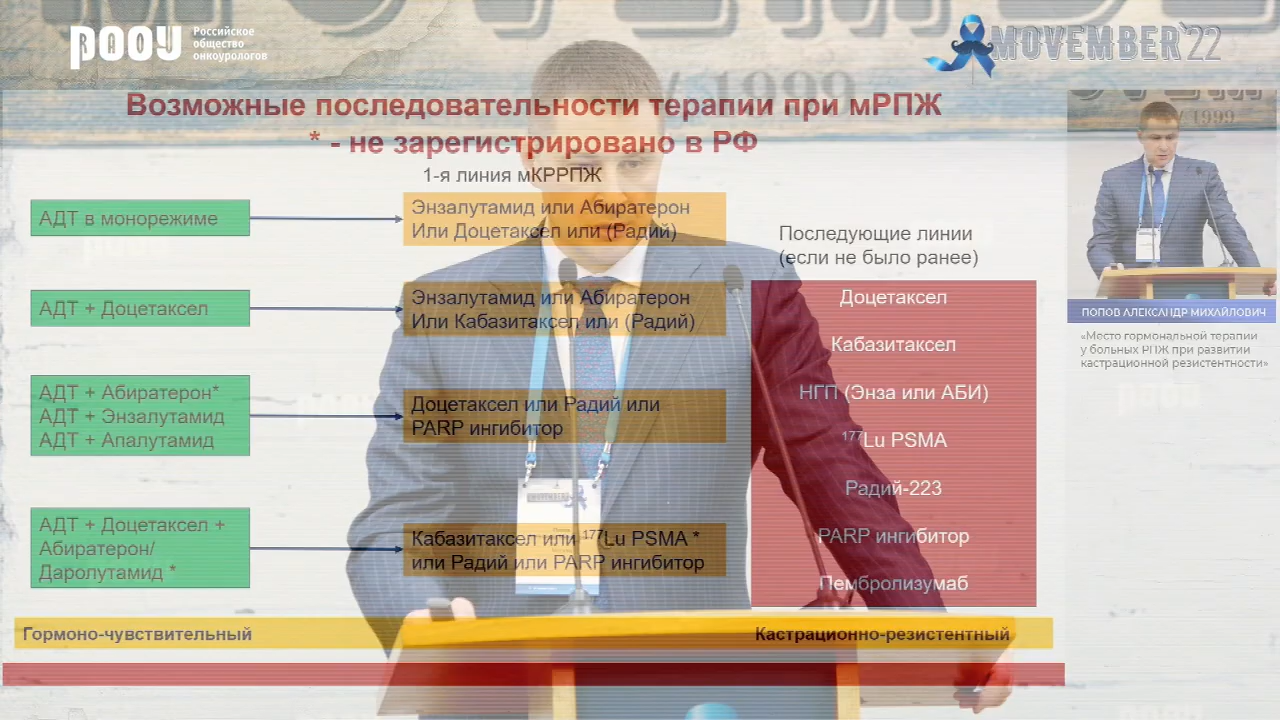 РООУ
Российское
общество
онкоурологов
MOVEMBER'22
1999
Возможные последовательности терапии при мРПЖ
* - не зарегистрировано в РФ
1-я линия мКРРПЖ
АДТ в монорежиме
Энзалутамид или Абиратерон
Или Доцетаксел или (Радий)
АДТ + Доцетаксел
Энзалутамид или Абиратерон
Или Кабазитаксел или (Радий)
АДТ + Абиратерон*
АДТ + Энзалутамид
АДТ + Апалутамид
Доцетаксел или Радий или
PARP ингибитор
АДТ + Доцетаксел +
Абиратерон/
Даролутамид *
Кабазитаксел или ¹⁷⁷Lu PSMA *
или Радий или PARP ингибитор
Последующие линии
(если не было ранее)
Доцетаксел
Кабазитаксел
НГП (Энза или АБИ)
¹⁷⁷Lu PSMA
Радий-223
PARP ингибитор
Пембролизумаб
Гормоно-чувствительный
Кастрационно-резистентный
1999
ПОПОВ АЛЕКСАНДР МИХАЙЛОВИЧ
«Место гормональной терапии
у больных РПЖ при развитии
кастрационной резистентности»